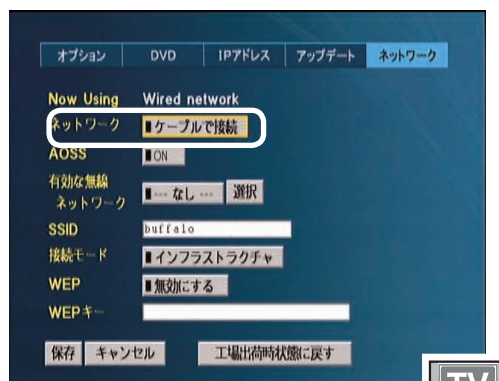 オプション DVD IPアドレス アップデート ネットワーク
Now Using Wired network
ネットワーク ケーブルで接続
AOSS ON
有効な無線
ネットワーク --- なし --- 選択
SSID buffalo
接続モード インフラストラクチャ
WEP 無効にする
WEPキー
保存 キャンセル 工場出荷時状態に戻す
TV